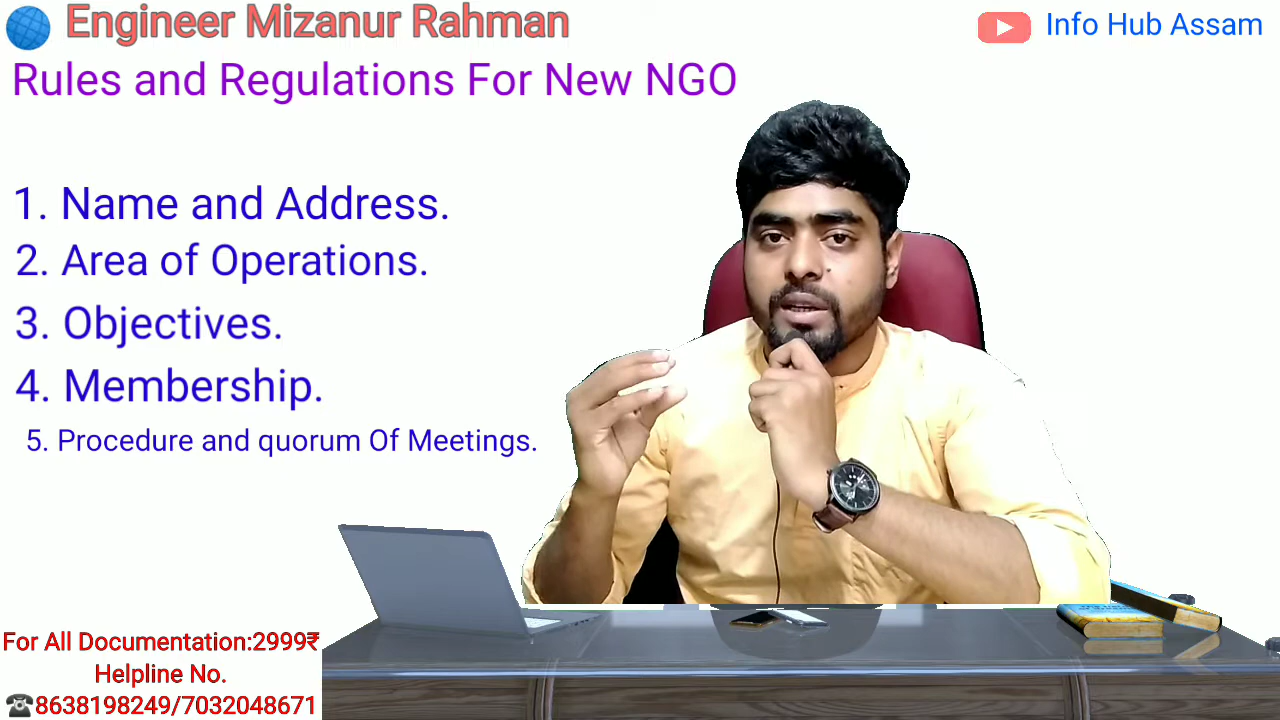 Engineer Mizanur Rahman
Info Hub Assam
Rules and Regulations For New NGO
1. Name and Address.
2. Area of Operations.
3. Objectives.
4. Membership.
5. Procedure and quorum Of Meetings.
For All Documentation:2999₹
Helpline No.
☎8638198249/7032048671